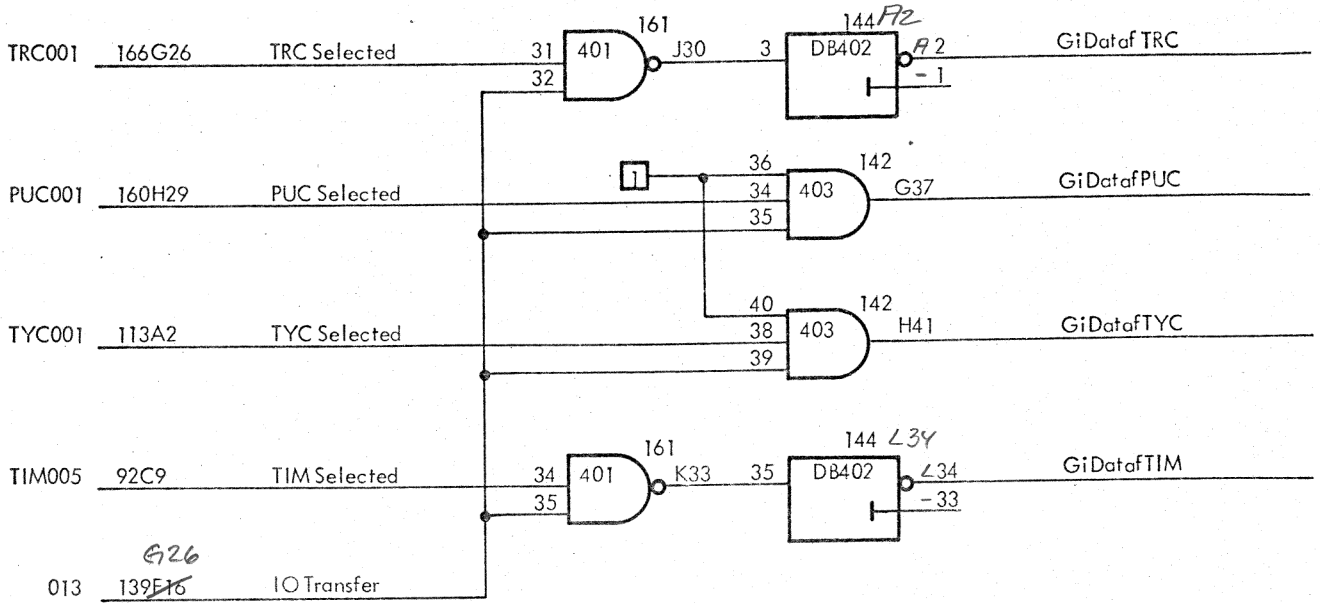 161
144 A2
TRC001 166G26 TRC Selected 31 401 J30 3 DB402 A 2 GiDatafTRC
32 - 1
1 36 142
PUC001 160H29 PUC Selected 34 403 G37 GiDatafPUC
35
40 142
TYC001 113A2 TYC Selected 38 403 H41 GiDatafTYC
39
161 144 L34
TIM005 92C9 TIM Selected 34 401 K33 35 DB402 L34 GiDatafTIM
35 -33
G26
013 139F16 IO Transfer